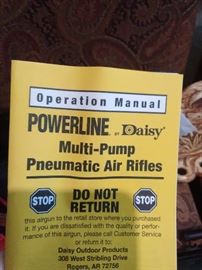 Operation Manual
POWERLINE BY Daisy®
Multi-Pump
Pneumatic Air Rifles
STOP DO NOT STOP
RETURN
this airgun to the retail store where you purchased
it. If you are dissatisfied with the quality or perfor-
mance of this airgun, please call Customer Service
or return it to:
Daisy Outdoor Products
308 West Stribling Drive
Rogers, AR 72756